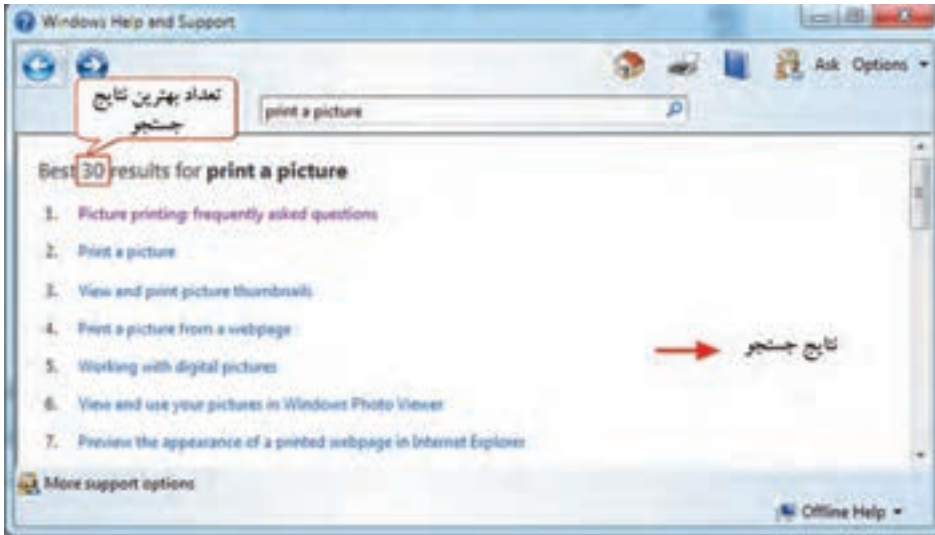 Windows Help and Support
Ask Options
تعداد بهترین نتایج
جستجو
print a picture
Best 30 results for print a picture
1. Picture printing: frequently asked questions
2. Print a picture
3. View and print picture thumbnails
4. Print a picture from a webpage
نتایج جستجو
5. Working with digital pictures
6. View and use your pictures in Windows Photo Viewer
7. Preview the appearance of a printed webpage in Internet Explorer
More support options
Offline Help